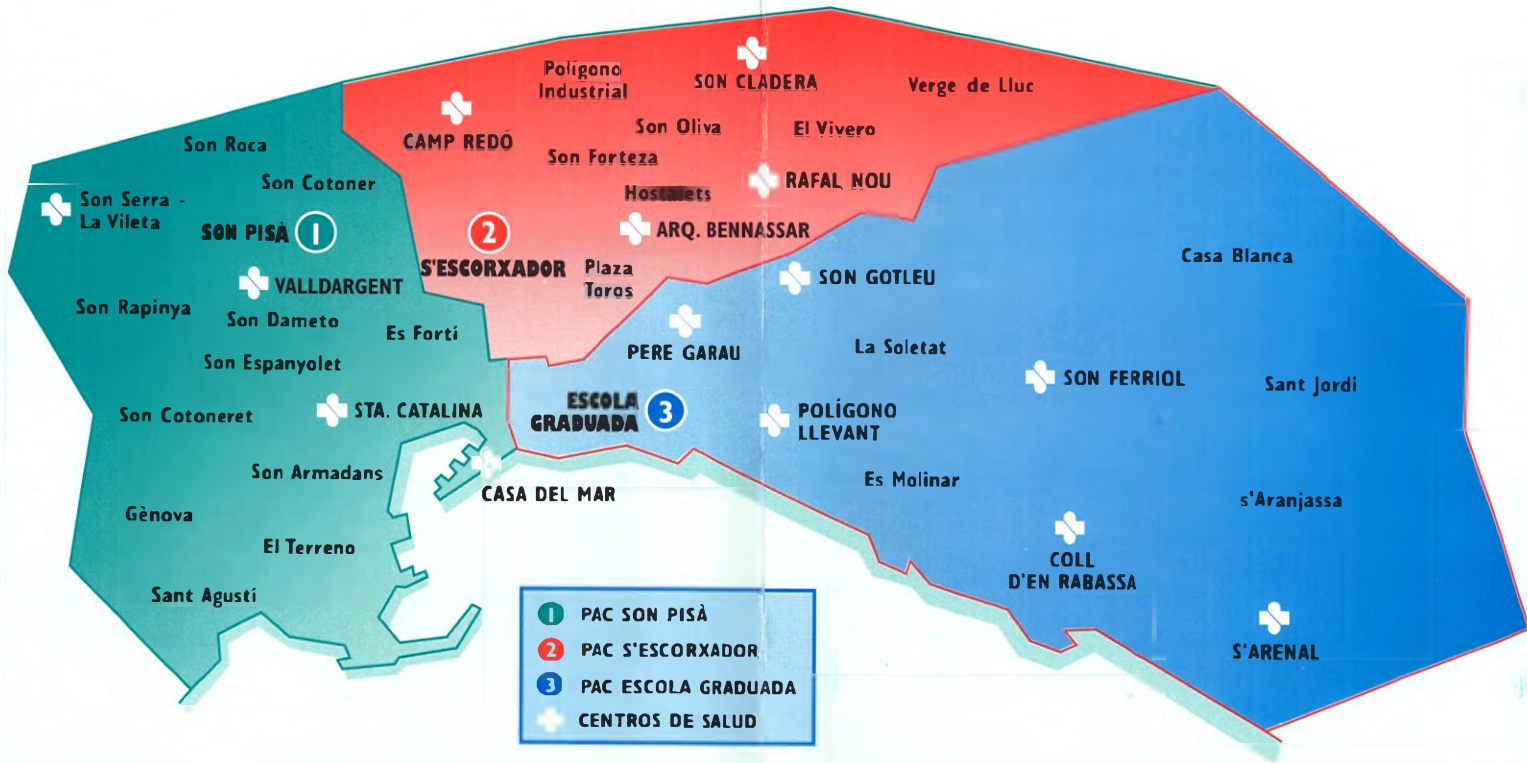 Son Roca
Son Cotoner
Son Serra -
La Vileta
SON PISÀ
1
VALLDARGENT
Son Rapinya
Son Dameto
Es Fortí
Son Espanyolet
Son Cotoneret
STA. CATALINA
Son Armadans
CASA DEL MAR
Gènova
El Terreno
Sant Agustí
Polígono
Industrial
SON CLADERA
Verge de Lluc
CAMP REDÓ
Son Oliva
El Vivero
Son Forteza
RAFAL NOU
Hostalets
2
S'ESCORXADOR
ARQ. BENNASSAR
Plaza
Toros
Casa Blanca
SON GOTLEU
PERE GARAU
La Soletat
SON FERRIOL
Sant Jordi
ESCOLA
GRADUADA
3
POLÍGONO
LLEVANT
Es Molinar
s'Aranjassa
COLL
D'EN RABASSA
S'ARENAL
1 PAC SON PISÀ
2 PAC S'ESCORXADOR
3 PAC ESCOLA GRADUADA
CENTROS DE SALUD